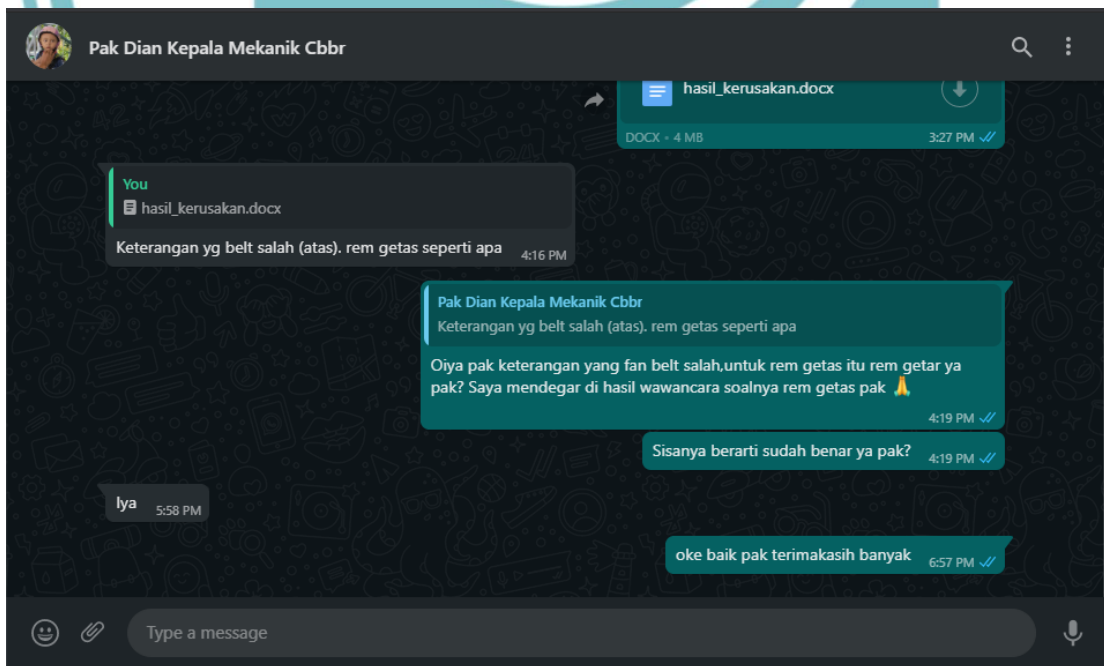 Pak Dian Kepala Mekanik Cbbr
hasil_kerusakan.docx
DOCX • 4 MB
3:27 PM
You
hasil_kerusakan.docx
Keterangan yg belt salah (atas). rem getas seperti apa
4:16 PM
Pak Dian Kepala Mekanik Cbbr
Keterangan yg belt salah (atas). rem getas seperti apa
Oiya pak keterangan yang fan belt salah,untuk rem getas itu rem getar ya
pak? Saya mendegar di hasil wawancara soalnya rem getas pak 🙏
4:19 PM
Sisanya berarti sudah benar ya pak?
4:19 PM
Iya
5:58 PM
oke baik pak terimakasih banyak
6:57 PM
Type a message